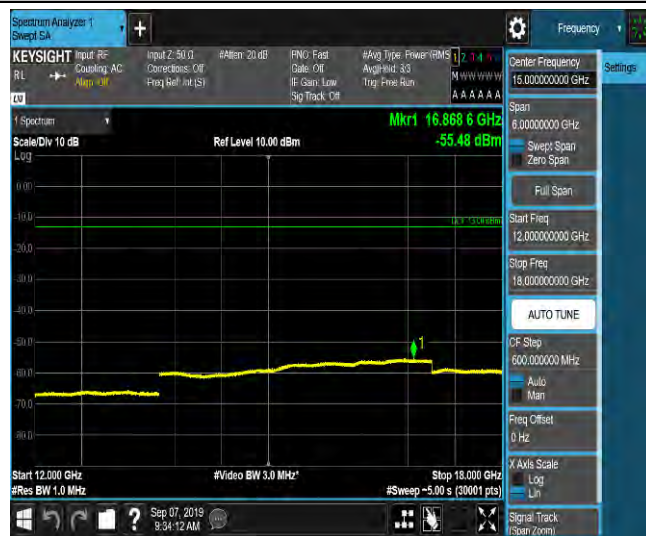 Spectrum Analyzer 1
Swept SA
+
Frequency
KEYSIGHT
Input: RF
Input Z: 50 Ω
#Atten: 20 dB
PNO: Fast
#Avg Type: Power (RMS
1 2 3 4 5
RL
Coupling: AC
Corrections: Off
Gate: Off
Avg|Hold: 3/3
M W W W W W
Align: Off
Freq Ref: Int (S)
IF Gain: Low
Trig: Free Run
Sig Track: Off
A A A A A A
Center Frequency
15.000000000 GHz
Settings
1 Spectrum
Mkr1 16.868 6 GHz
Scale/Div 10 dB
Ref Level 10.00 dBm
-55.48 dBm
Log
Span
6.00000000 GHz
Swept Span
Zero Span
Full Span
0.00
-10.0
-20.0
-30.0
-40.0
-50.0
1
-60.0
-70.0
-80.0
Start Freq
12.000000000 GHz
Stop Freq
18.000000000 GHz
AUTO TUNE
CF Step
600.000000 MHz
Auto
Man
Freq Offset
0 Hz
X Axis Scale
Log
Lin
Signal Track
(Span Zoom)
Start 12.000 GHz
#Video BW 3.0 MHz*
Stop 18.000 GHz
#Res BW 1.0 MHz
#Sweep ~5.00 s (30001 pts)
?
Sep 07, 2019
9:34:12 AM